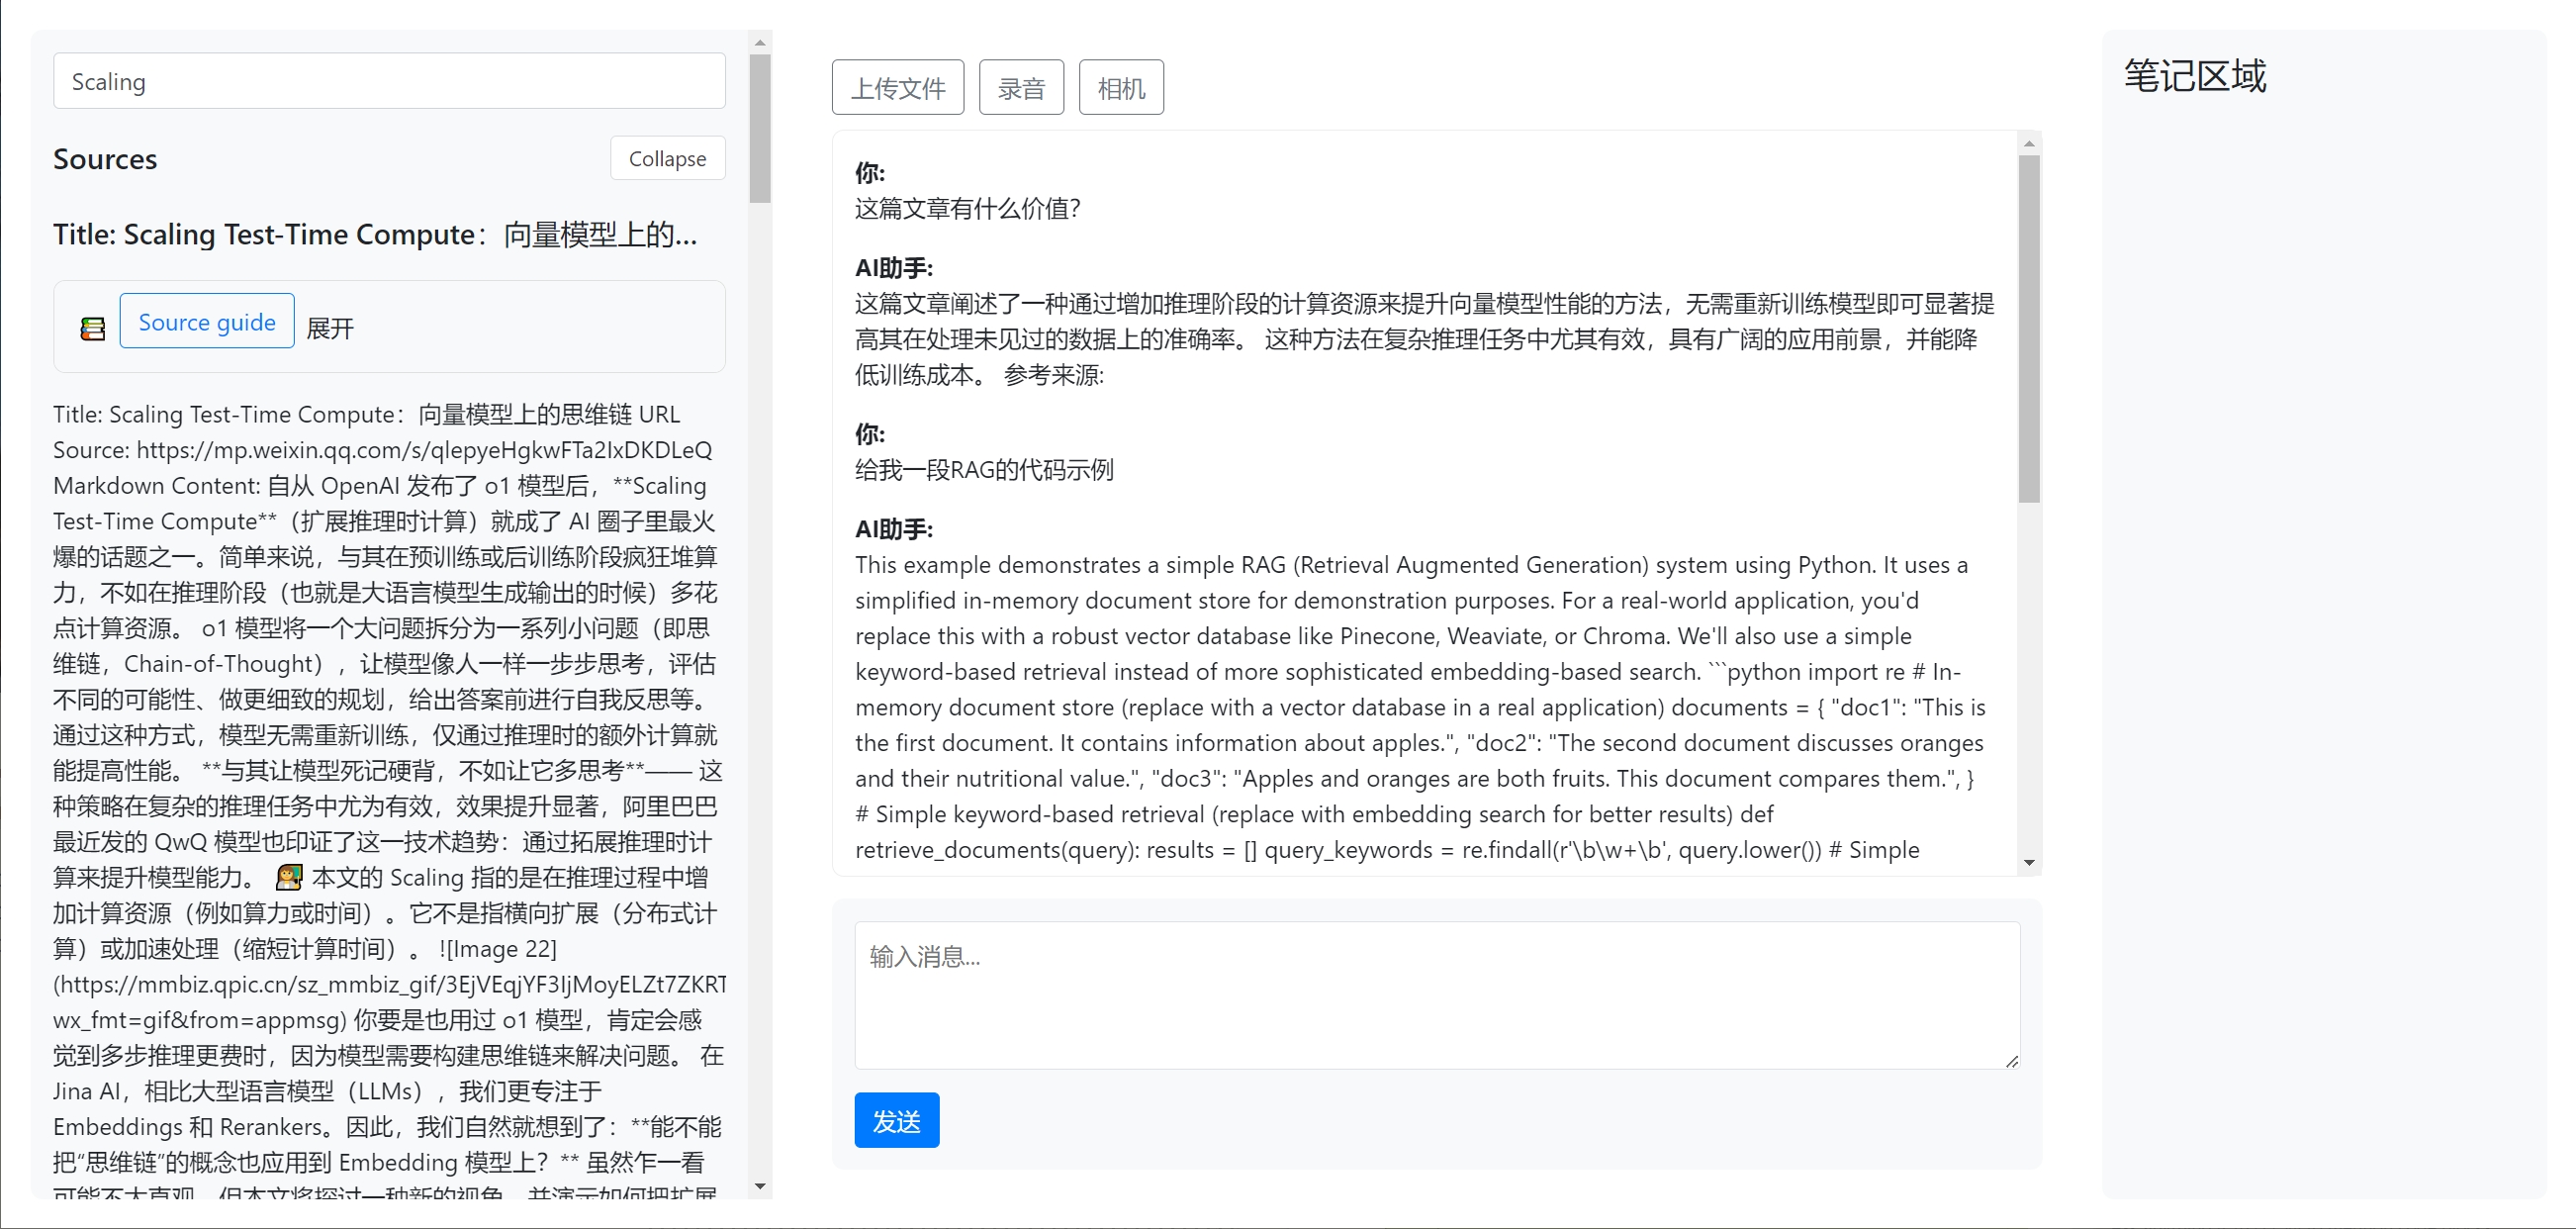 Scaling
Sources
Collapse
Title: Scaling Test-Time Compute：向量模型上的...
Source guide 展开
Title: Scaling Test-Time Compute：向量模型上的思维链 URL
Source: https://mp.weixin.qq.com/s/qlepyeHgkwFTa2IxDKDLeQ
Markdown Content: 自从 OpenAI 发布了 o1 模型后，**Scaling
Test-Time Compute**（扩展推理时计算）就成了 AI 圈子里最火
爆的话题之一。简单来说，与其在预训练或后训练阶段疯狂堆算
力，不如在推理阶段（也就是大语言模型生成输出的时候）多花
点计算资源。 o1 模型将一个大问题拆分为一系列小问题（即思
维链，Chain-of-Thought），让模型像人一样一步步思考，评估
不同的可能性、做更细致的规划，给出答案前进行自我反思等。
通过这种方式，模型无需重新训练，仅通过推理时的额外计算就
能提高性能。 **与其让模型死记硬背，不如让它多思考**—— 这
种策略在复杂的推理任务中尤为有效，效果提升显著，阿里巴巴
最近发的 QwQ 模型也印证了这一技术趋势：通过拓展推理时计
算来提升模型能力。 👩‍🏫 本文的 Scaling 指的是在推理过程中增
加计算资源（例如算力或时间）。它不是指横向扩展（分布式计
算）或加速处理（缩短计算时间）。 ![Image 22]
(https://mmbiz.qpic.cn/sz_mmbiz_gif/3EjVEqjYF3IjMoyELZt7ZKRT
wx_fmt=gif&from=appmsg) 你要是也用过 o1 模型，肯定会感
觉到多步推理更费时，因为模型需要构建思维链来解决问题。 在
Jina AI，相比大型语言模型（LLMs），我们更专注于
Embeddings 和 Rerankers。因此，我们自然就想到了：**能不能
把“思维链”的概念也应用到 Embedding 模型上？** 虽然乍一看
可能不太直观，但本文将探讨一种新的视角，并演示如何把扩展
上传文件
录音
相机
你:
这篇文章有什么价值?
AI助手:
这篇文章阐述了一种通过增加推理阶段的计算资源来提升向量模型性能的方法，无需重新训练模型即可显著提
高其在处理未见过的数据上的准确率。 这种方法在复杂推理任务中尤其有效，具有广阔的应用前景，并能降
低训练成本。 参考来源:
你:
给我一段RAG的代码示例
AI助手:
This example demonstrates a simple RAG (Retrieval Augmented Generation) system using Python. It uses a
simplified in-memory document store for demonstration purposes. For a real-world application, you'd
replace this with a robust vector database like Pinecone, Weaviate, or Chroma. We'll also use a simple
keyword-based retrieval instead of more sophisticated embedding-based search. ```python import re # In-
memory document store (replace with a vector database in a real application) documents = { "doc1": "This is
the first document. It contains information about apples.", "doc2": "The second document discusses oranges
and their nutritional value.", "doc3": "Apples and oranges are both fruits. This document compares them.", }
# Simple keyword-based retrieval (replace with embedding search for better results) def
retrieve_documents(query): results = [] query_keywords = re.findall(r'\b\w+\b', query.lower()) # Simple
输入消息...
发送
笔记区域